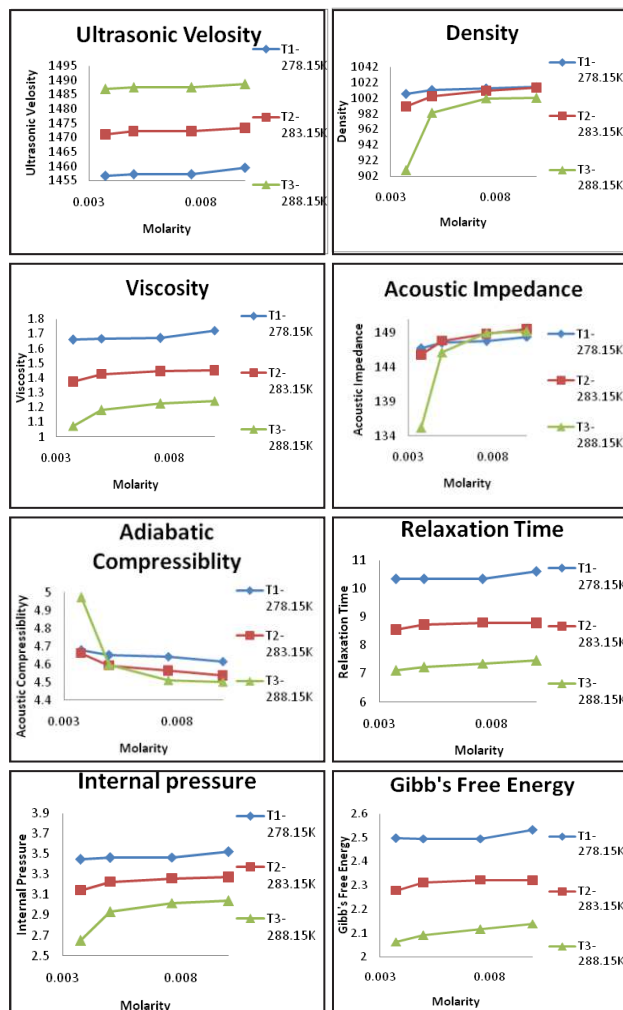 Ultrasonic Velosity
1495
1490
1485
1480
1475
1470
1465
1460
1455
Ultrasonic Velocity
0.003
0.008
Molarity
T1-
278.15K
T2-
283.15K
T3-
288.15K
Density
1042
1022
1002
982
962
942
922
902
Density
0.003
0.008
Molarity
T1-
278.15K
T2-
283.15K
T3-
288.15K
Viscosity
1.8
1.7
1.6
1.5
1.4
1.3
1.2
1.1
1
Viscosity
0.003
0.008
Molarity
T1-
278.15K
T2-
283.15K
T3-
288.15K
Acoustic Impedance
149
144
139
134
Acoustic Impedance
0.003
0.008
Molarity
T1-
278.15K
T2-
283.15K
T3-
288.15K
Adiabatic
Compressiblity
5
4.9
4.8
4.7
4.6
4.5
4.4
Acoustic Compressibliyy
0.003
0.008
Molarity
T1-
278.15K
T2-
283.15K
T3-
288.15K
Relaxation Time
11
10
9
8
7
6
Relaxation Time
0.003
0.008
Molarity
T1-
278.15K
T2-
283.15K
T3-
288.15K
Internal pressure
3.9
3.7
3.5
3.3
3.1
2.9
2.7
2.5
Internal Pressure
0.003
0.008
Molarity
T1-
278.15K
T2-
283.15K
T3-
288.15K
Gibb's Free Energy
2.6
2.5
2.4
2.3
2.2
2.1
2
Gibb's Free Energy
0.003
0.008
Molarity
T1-
278.15K
T2-
283.15K
T3-
288.15K